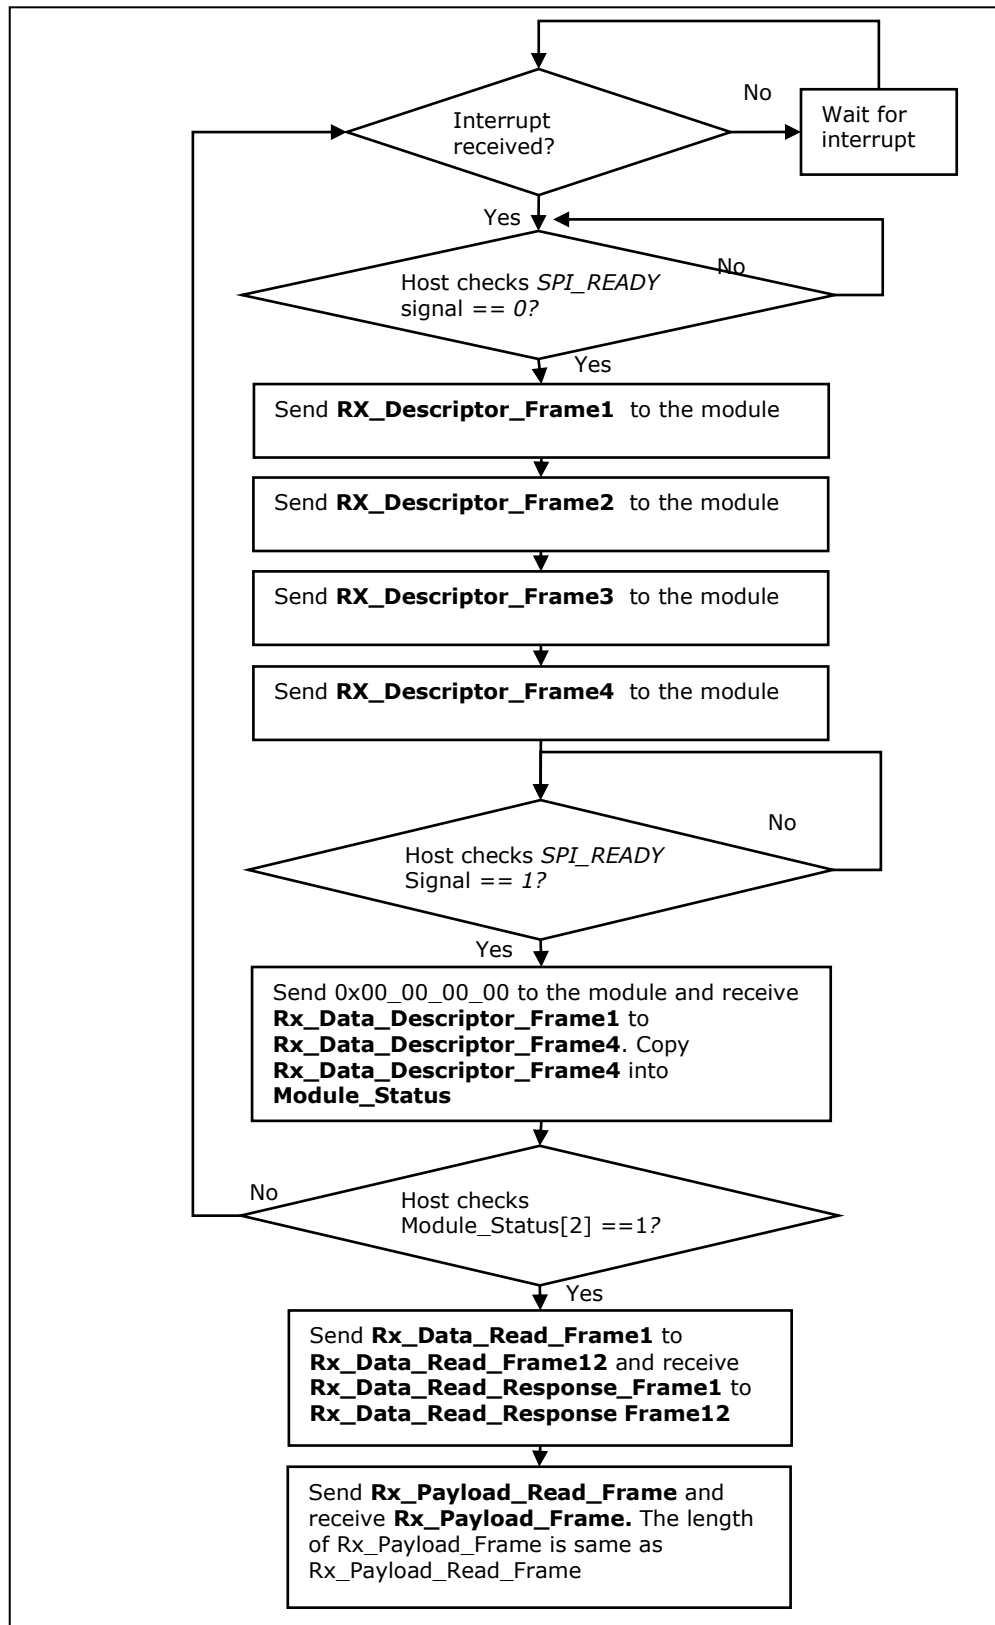 No
Wait for
interrupt
Interrupt
received?
Yes
No
Host checks SPI_READY
signal == 0?
Yes
Send RX_Descriptor_Frame1 to the module
Send RX_Descriptor_Frame2 to the module
Send RX_Descriptor_Frame3 to the module
Send RX_Descriptor_Frame4 to the module
No
Host checks SPI_READY
Signal == 1?
Yes
Send 0x00_00_00_00 to the module and receive
Rx_Data_Descriptor_Frame1 to
Rx_Data_Descriptor_Frame4. Copy
Rx_Data_Descriptor_Frame4 into
Module_Status
No
Host checks
Module_Status[2] ==1?
Yes
Send Rx_Data_Read_Frame1 to
Rx_Data_Read_Frame12 and receive
Rx_Data_Read_Response_Frame1 to
Rx_Data_Read_Response Frame12
Send Rx_Payload_Read_Frame and
receive Rx_Payload_Frame. The length
of Rx_Payload_Frame is same as
Rx_Payload_Read_Frame